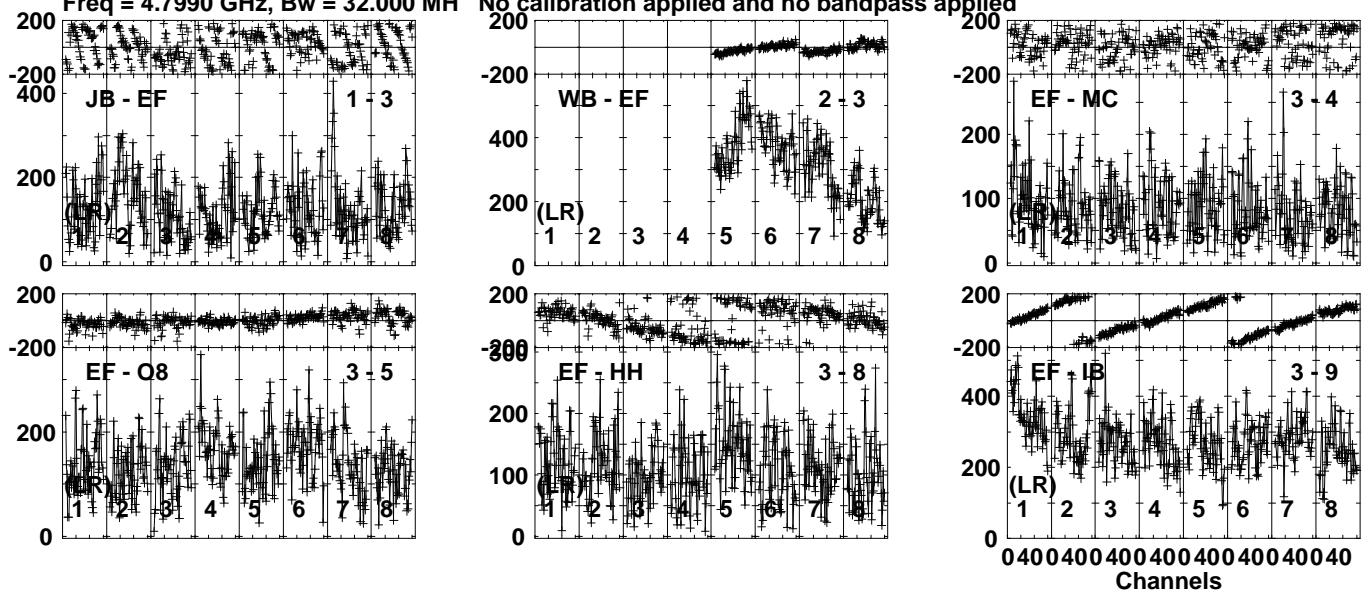 Freq = 4.7990 GHz, Bw = 32.000 MH No calibration applied and no bandpass applied
200
-200
JB - EF 1 - 3
400
200
0
(LR)
1 2 3 4 5 6 7 8
200
-200
WB - EF 2 - 3
400
200
0
(LR)
1 2 3 4 5 6 7 8
200
-200
EF - MC 3 - 4
200
100
0
(LR)
1 2 3 4 5 6 7 8
200
-200
EF - O8 3 - 5
200
0
(LR)
1 2 3 4 5 6 7 8
200
-200
300
EF - HH 3 - 8
200
100
0
(LR)
1 2 3 4 5 6 7 8
200
-200
EF - IB 3 - 9
400
200
0
(LR)
1 2 3 4 5 6 7 8
0 40 0 40 0 40 0 40 0 40 0 40 0 40 0 40
Channels